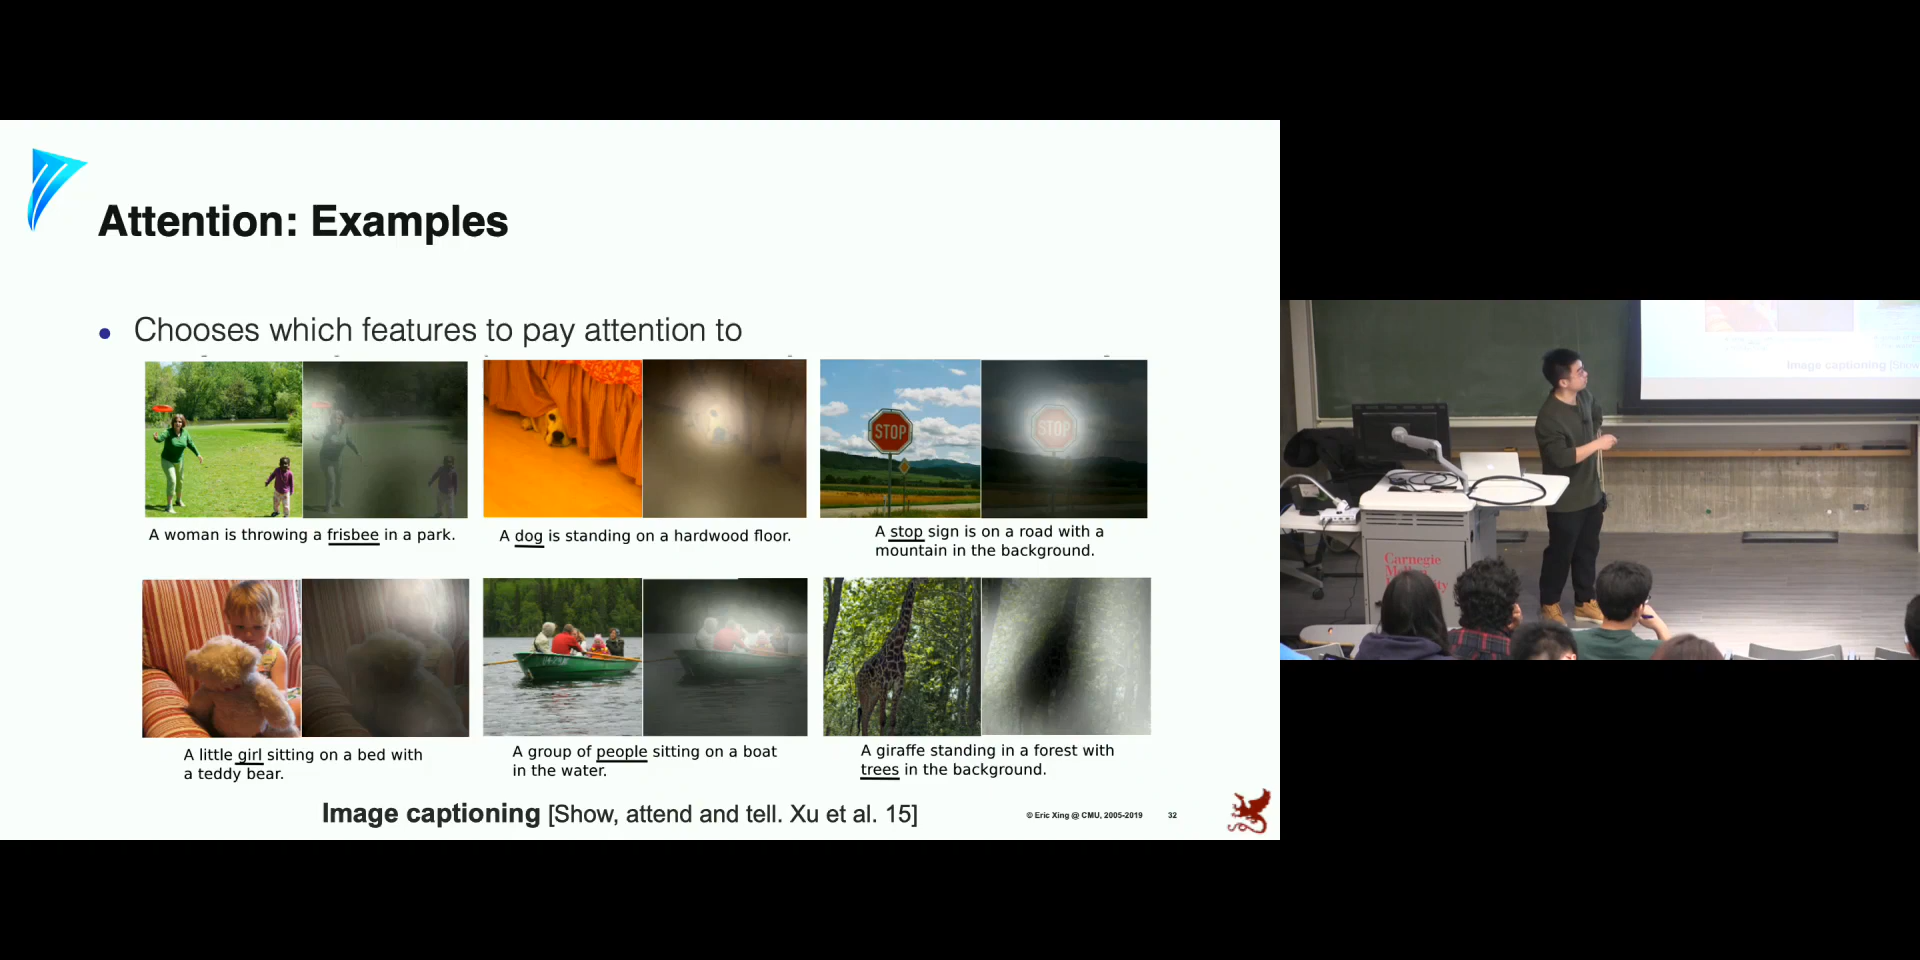 Attention: Examples
• Chooses which features to pay attention to
STOP
STOP
A woman is throwing a frisbee in a park.
A dog is standing on a hardwood floor.
A stop sign is on a road with a
mountain in the background.
A little girl sitting on a bed with
a teddy bear.
A group of people sitting on a boat
in the water.
A giraffe standing in a forest with
trees in the background.
Image captioning [Show, attend and tell. Xu et al. 15]
© Eric Xing @ CMU, 2005-2019
32
Image captioning [Show
Carnegie